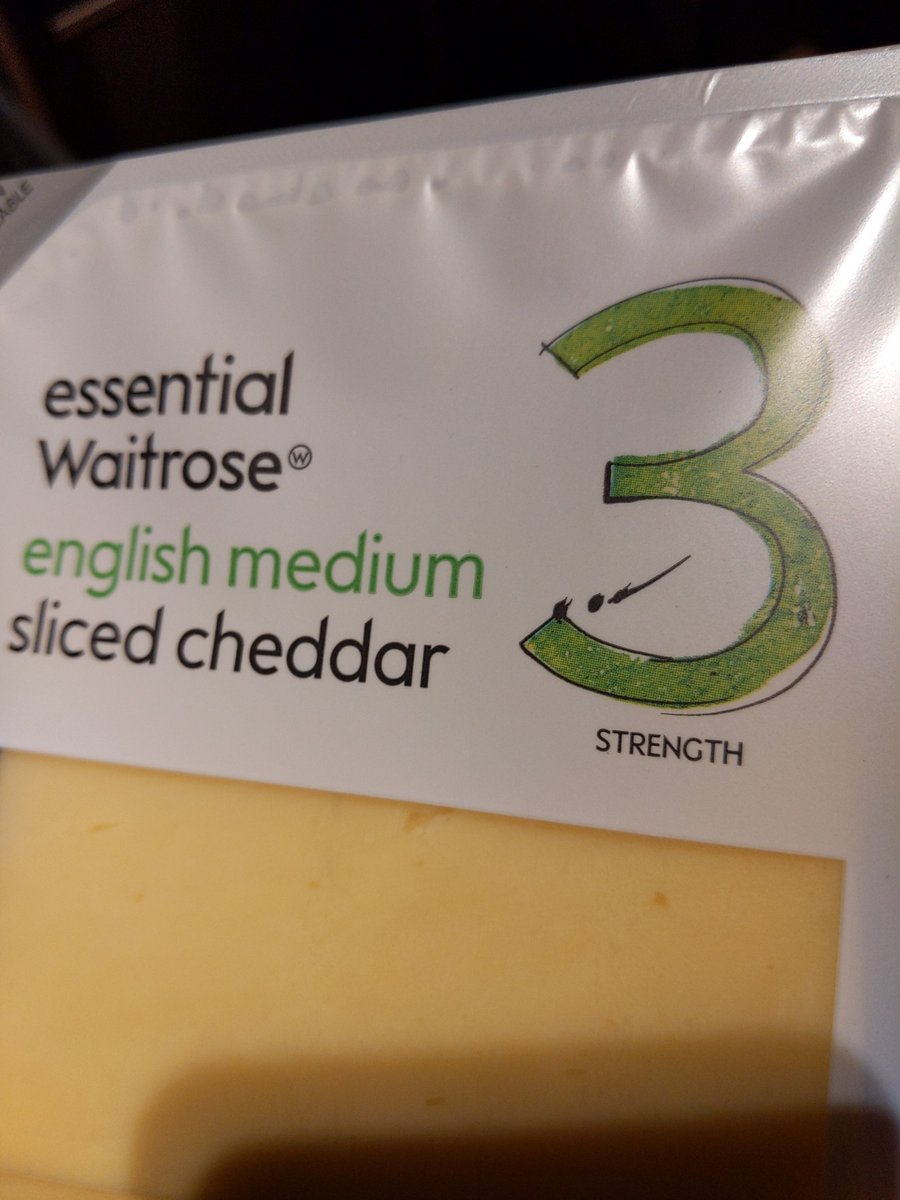 essential
Waitrose
english medium
sliced cheddar
3
STRENGTH